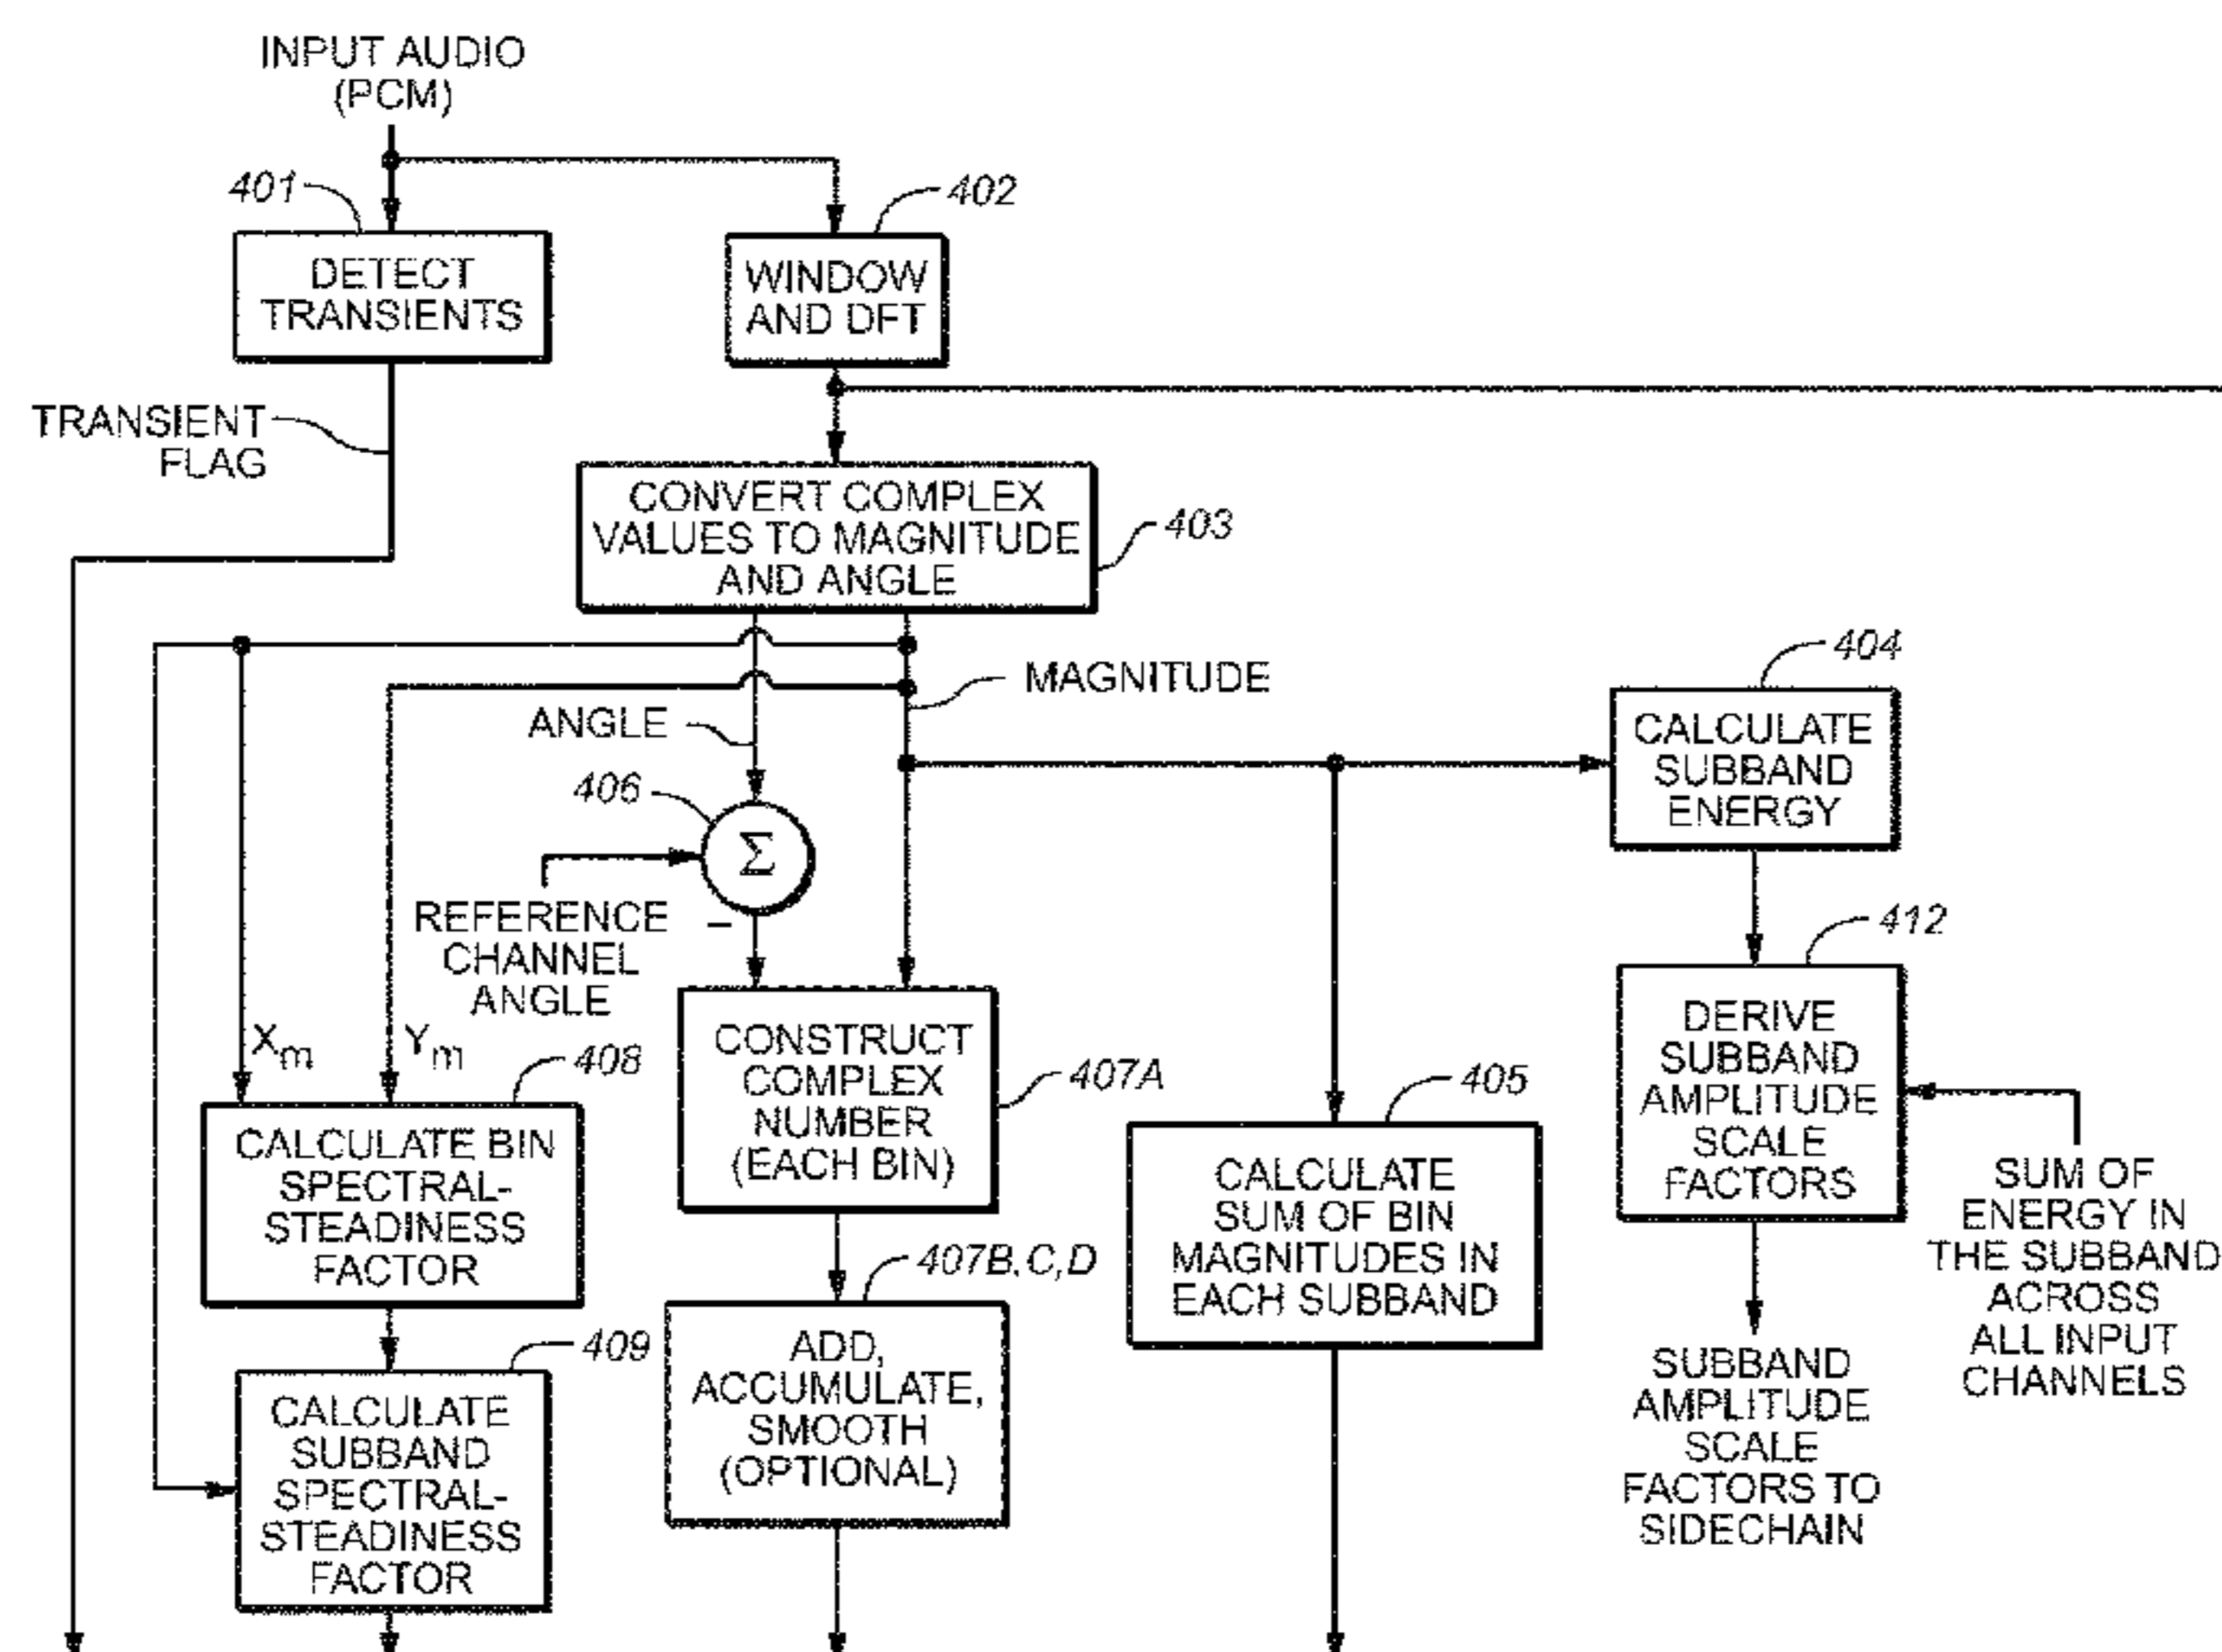 INPUT AUDIO
(PCM)
401
402
DETECT
TRANSIENTS
WINDOW
AND DFT
TRANSIENT
FLAG
CONVERT COMPLEX
VALUES TO MAGNITUDE
AND ANGLE
403
404
MAGNITUDE
ANGLE
CALCULATE
SUBBAND
ENERGY
406
Σ
REFERENCE
CHANNEL
ANGLE
–
412
DERIVE
SUBBAND
AMPLITUDE
SCALE
FACTORS
Xm
Ym
408
CONSTRUCT
COMPLEX
NUMBER
(EACH BIN)
407A
405
CALCULATE BIN
SPECTRAL-
STEADINESS
FACTOR
CALCULATE
SUM OF BIN
MAGNITUDES IN
EACH SUBBAND
SUM OF
ENERGY IN
THE SUBBAND
ACROSS
ALL INPUT
CHANNELS
407B,C,D
409
ADD,
ACCUMULATE,
SMOOTH
(OPTIONAL)
CALCULATE
SUBBAND
SPECTRAL-
STEADINESS
FACTOR
SUBBAND
AMPLITUDE
SCALE
FACTORS TO
SIDECHAIN